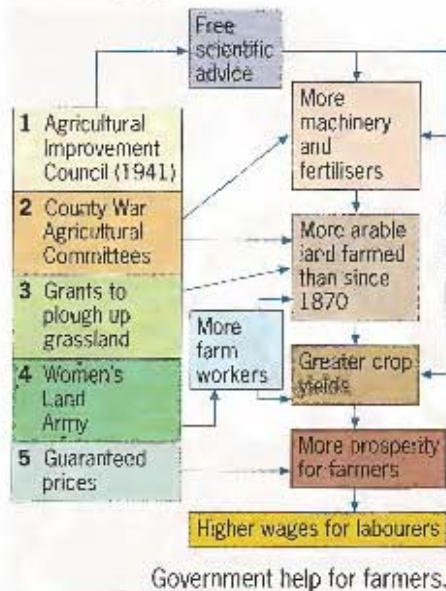 Free
scientific
advice
1 Agricultural
Improvement
Council (1941)
2 County War
Agricultural
Committees
3 Grants to
plough up
grassland
4 Women's
Land
Army
5 Guaranteed
prices
More
farm
workers
More
machinery
and
fertilisers
More arable
land farmed
than since
1870
Greater crop
yields
More prosperity
for farmers
Higher wages for labourers
Government help for farmers.